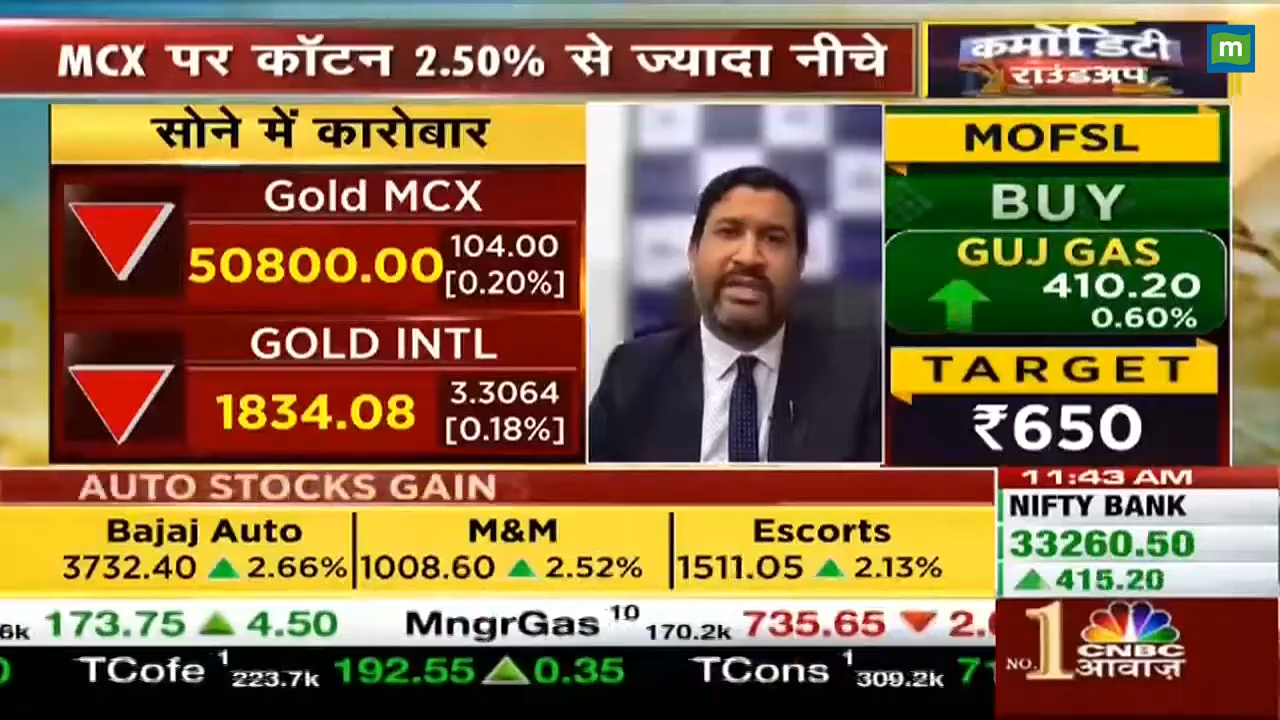 MCX पर कॉटन 2.50% से ज्यादा नीचे
कमोडिटी
राउंडअप
m
सोने में कारोबार
Gold MCX
50800.00
104.00
[0.20%]
GOLD INTL
1834.08
3.3064
[0.18%]
MOFSL
BUY
GUJ GAS
410.20
0.60%
TARGET
₹650
AUTO STOCKS GAIN
Bajaj Auto
3732.40 ▲ 2.66%
M&M
1008.60 ▲ 2.52%
Escorts
1511.05 ▲ 2.13%
11:43 AM
NIFTY BANK
33260.50
▲ 415.20
6k 173.75 ▲ 4.50 MngrGas 10 170.2k 735.65 ▼ 2.
0 TCofe 1 223.7k 192.55 ▲ 0.35 TCons 1 309.2k 71
NO.1
CNBC
आवाज़